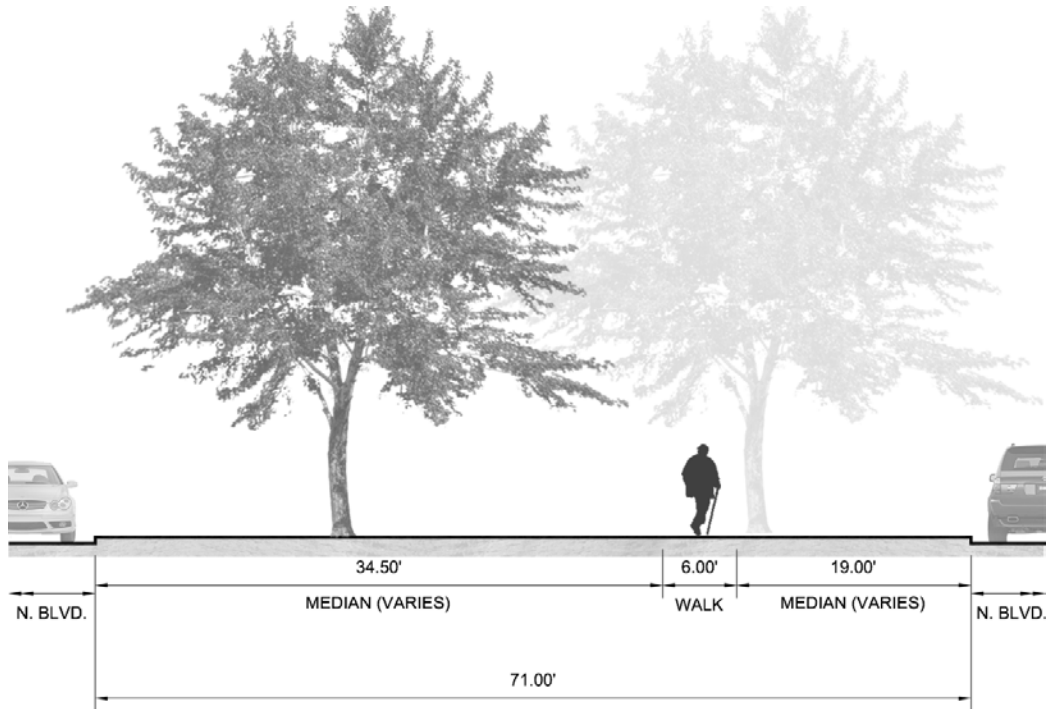 34.50'
6.00'
19.00'
MEDIAN (VARIES)
WALK
MEDIAN (VARIES)
N. BLVD.
N. BLVD.
71.00'